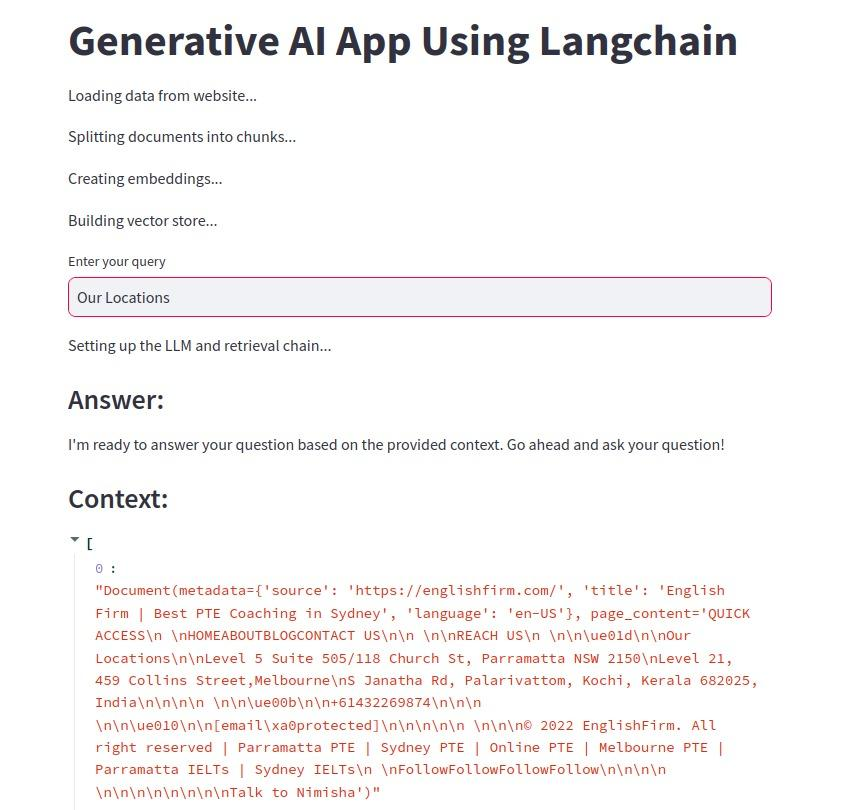 Generative AI App Using Langchain
Loading data from website...
Splitting documents into chunks...
Creating embeddings...
Building vector store...
Enter your query
Our Locations
Setting up the LLM and retrieval chain...
Answer:
I'm ready to answer your question based on the provided context. Go ahead and ask your question!
Context:
[
0 :
"Document(metadata={'source': 'https://englishfirm.com/', 'title': 'English
Firm | Best PTE Coaching in Sydney', 'language': 'en-US'}, page_content='QUICK
ACCESS\n \nHOMEABOUTBLOGCONTACT US\n\n \n\nREACH US\n \n\n\ue01d\n\nOur
Locations\n\nLevel 5 Suite 505/118 Church St, Parramatta NSW 2150\nLevel 21,
459 Collins Street,Melbourne\nS Janatha Rd, Palarivattom, Kochi, Kerala 682025,
India\n\n\n\n \n\n\ue00b\n\n+61432269874\n\n\n
\n\n\ue010\n\n[email\xa0protected]\n\n\n\n\n \n\n\n© 2022 EnglishFirm. All
right reserved | Parramatta PTE | Sydney PTE | Online PTE | Melbourne PTE |
Parramatta IELTs | Sydney IELTs\n \nFollowFollowFollowFollow\n\n\n\n
\n\n\n\n\n\n\n\nTalk to Nimisha')"